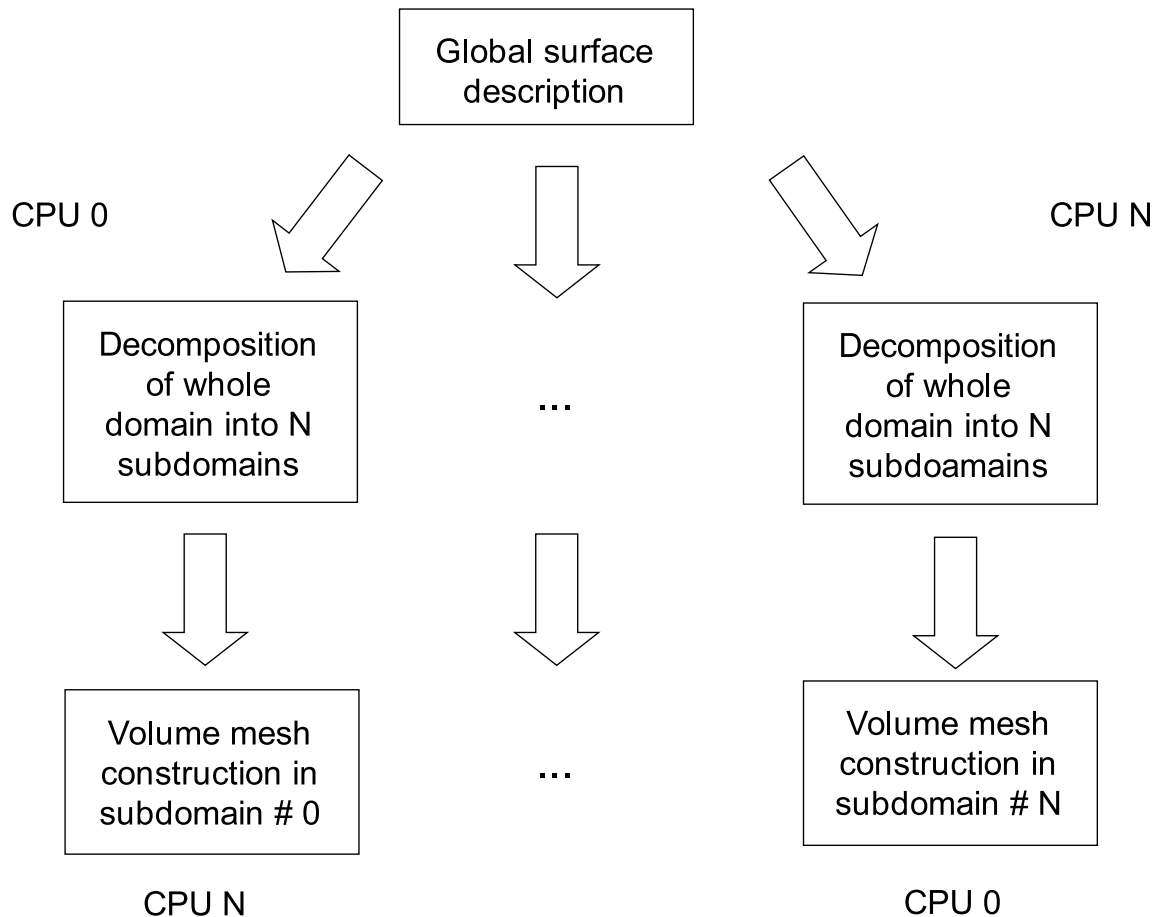 Global surface
description
CPU 0
CPU N
Decomposition
of whole
domain into N
subdomains
...
Decomposition
of whole
domain into N
subdoamains
Volume mesh
construction in
subdomain # 0
...
Volume mesh
construction in
subdomain # N
CPU N
CPU 0